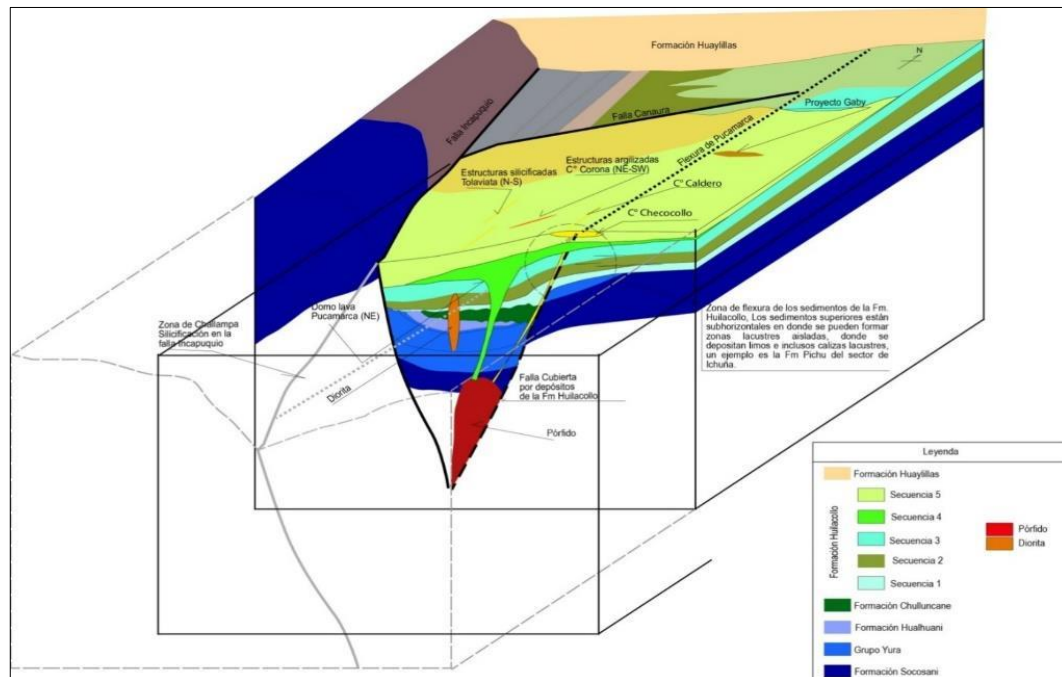 Formación Huaylillas
N
Falla Incapuquio
Falla Canaura
Proyecto Gaby
Flexura de Pucamarca
Estructuras silicificadas
Tolaviata (N-S)
Estructuras argilizadas
C° Corona (NE-SW)
C° Caldero
C° Checocollo
Zona de Challampa
Silicificación en la
falla Incapuquio
Domo lava
Pucamarca (NE)
Diorita
Falla Cubierta
por depósitos
de la Fm Huilacollo
Pórfido
Zona de flexura de los sedimentos de la Fm.
Huilacollo, Los sedimentos superiores están
subhorizontales en donde se pueden formar
zonas lacustres aisladas, donde se
depositan limos e inclusos calizas lacustres,
un ejemplo es la Fm Pichu del sector de
Ichuña.
Leyenda
Formación Huaylillas
Formación Huilacollo
Secuencia 5
Secuencia 4
Secuencia 3
Secuencia 2
Secuencia 1
Pórfido
Diorita
Formación Chulluncane
Formación Hualhuani
Grupo Yura
Formación Socosani